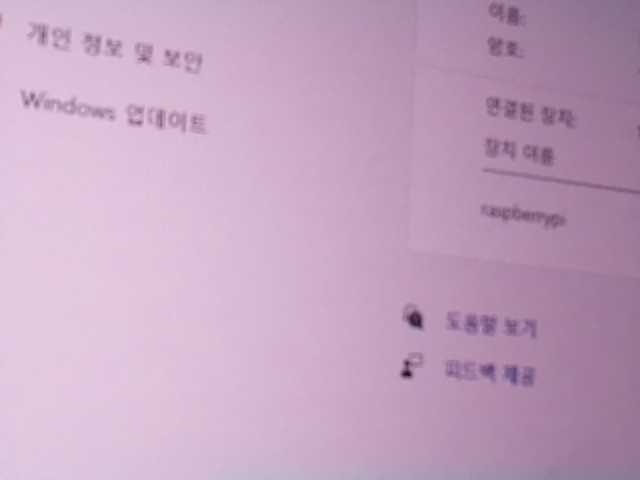 개인 정보 및 보안
Windows 업데이트
이름:
암호:
연결된 장치:
장치 이름
raspberrypi
도움말 보기
피드백 제공